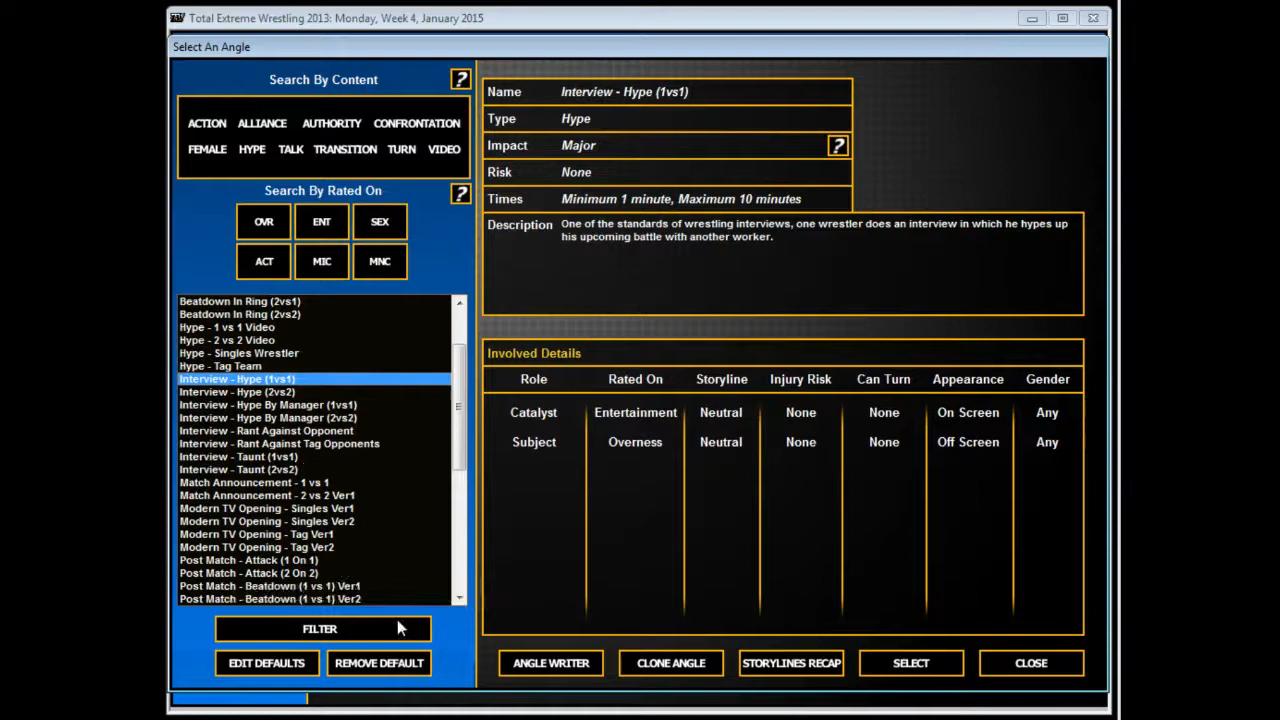 TEW Total Extreme Wrestling 2013: Monday, Week 4, January 2015
Select An Angle
Search By Content ?
ACTION ALLIANCE AUTHORITY CONFRONTATION
FEMALE HYPE TALK TRANSITION TURN VIDEO
Search By Rated On ?
OVR ENT SEX
ACT MIC MNC
Beatdown In Ring (2vs1)
Beatdown In Ring (2vs2)
Hype - 1 vs 1 Video
Hype - 2 vs 2 Video
Hype - Singles Wrestler
Hype - Tag Team
Interview - Hype (1vs1)
Interview - Hype (2vs2)
Interview - Hype By Manager (1vs1)
Interview - Hype By Manager (2vs2)
Interview - Rant Against Opponent
Interview - Rant Against Tag Opponents
Interview - Taunt (1vs1)
Interview - Taunt (2vs2)
Match Announcement - 1 vs 1
Match Announcement - 2 vs 2 Ver1
Modern TV Opening - Singles Ver1
Modern TV Opening - Singles Ver2
Modern TV Opening - Tag Ver1
Modern TV Opening - Tag Ver2
Post Match - Attack (1 On 1)
Post Match - Attack (2 On 2)
Post Match - Beatdown (1 vs 1) Ver1
Post Match - Beatdown (1 vs 1) Ver2
FILTER
EDIT DEFAULTS REMOVE DEFAULT
Name Interview - Hype (1vs1)
Type Hype
Impact Major ?
Risk None
Times Minimum 1 minute, Maximum 10 minutes
Description One of the standards of wrestling interviews, one wrestler does an interview in which he hypes up
his upcoming battle with another worker.
Involved Details
Role Rated On Storyline Injury Risk Can Turn Appearance Gender
Catalyst Entertainment Neutral None None On Screen Any
Subject Overness Neutral None None Off Screen Any
ANGLE WRITER CLONE ANGLE STORYLINES RECAP SELECT CLOSE